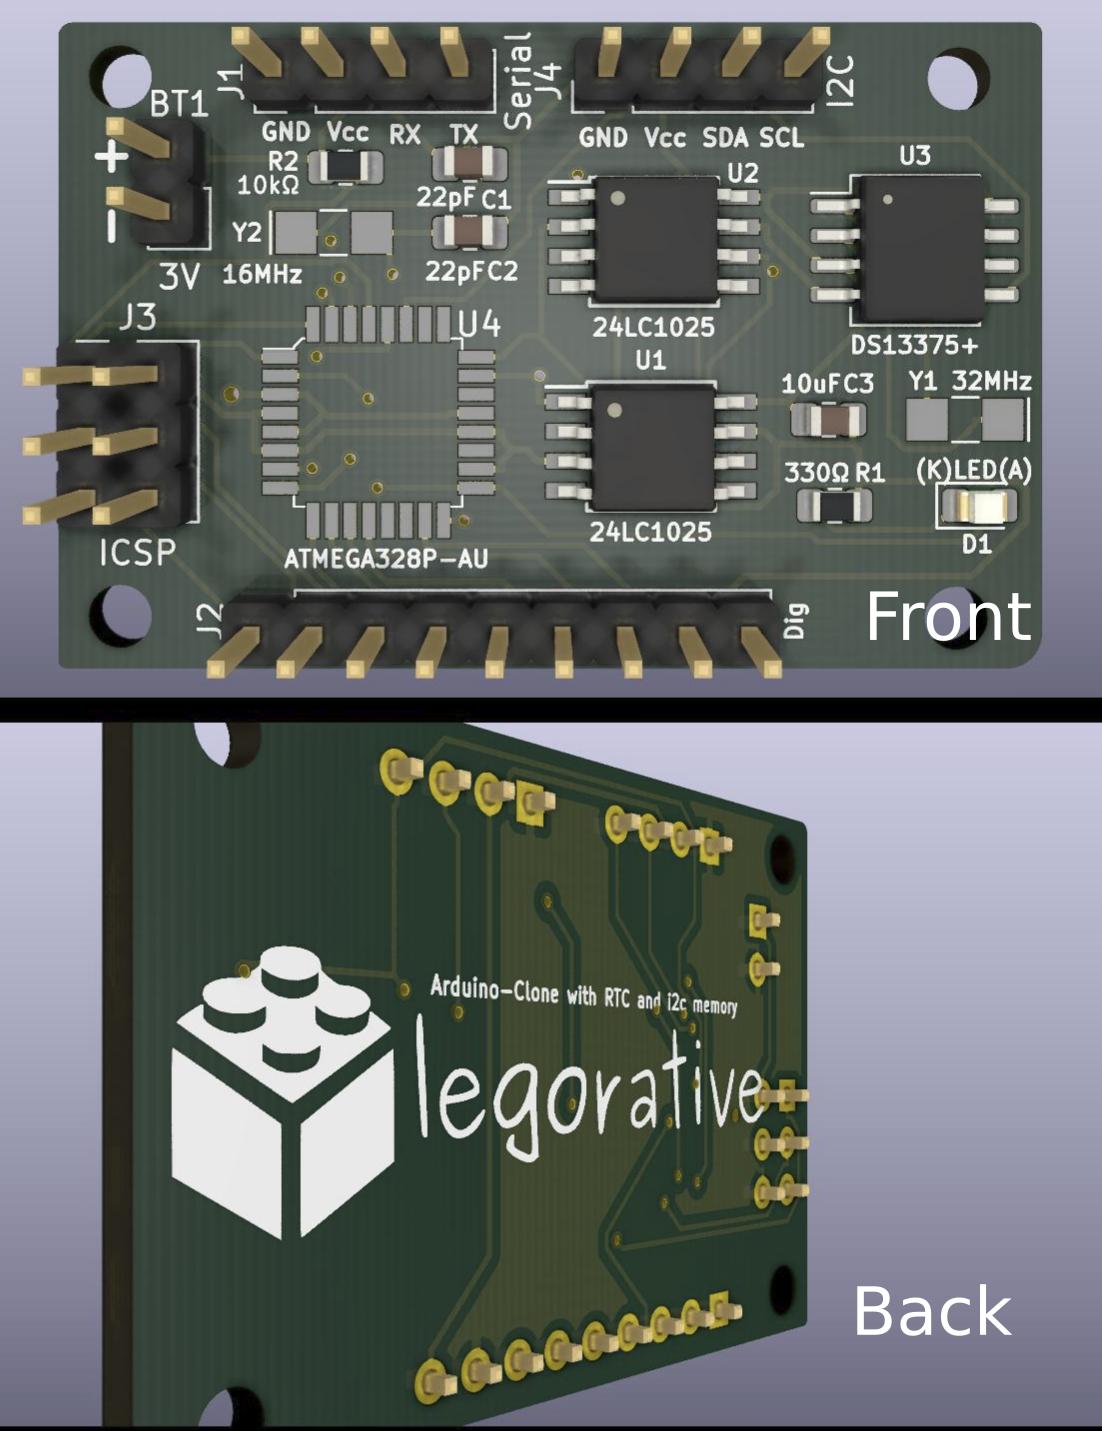 J1
Serial
J4
I2C
BT1
GND Vcc RX TX
GND Vcc SDA SCL
R2
10kΩ
22pF C1
U2
U3
+
-
Y2
16MHz
22pF C2
3V
J3
U4
24LC1025
DS13375+
U1
10uF C3
Y1 32MHz
330Ω R1
(K)LED(A)
24LC1025
D1
ICSP
ATMEGA328P-AU
J2
Dig
Front
Arduino-Clone with RTC and i2c memory
legorative
Back